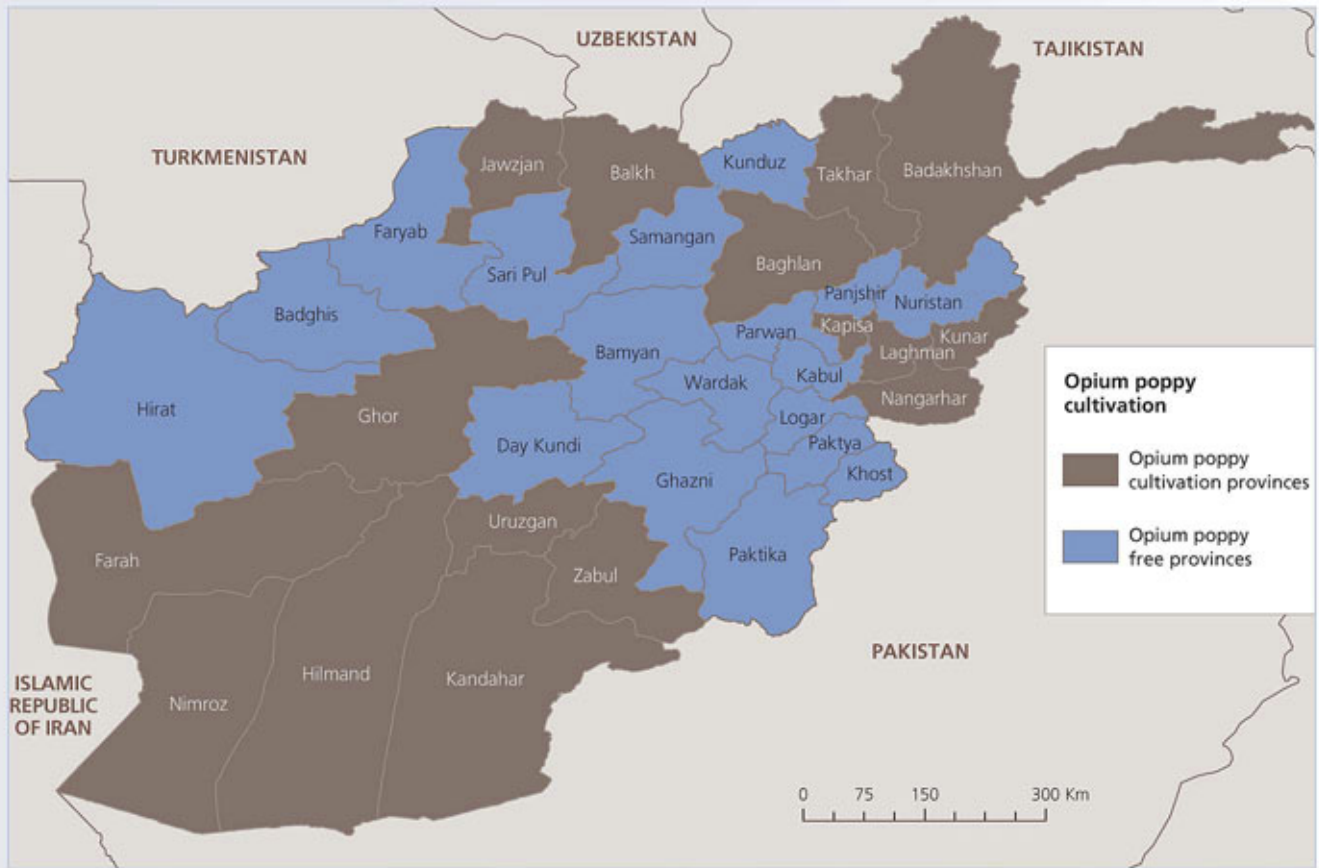 UZBEKISTAN
TAJIKISTAN
TURKMENISTAN
Jawzjan
Balkh
Kunduz
Takhar
Badakhshan
Faryab
Samangan
Sari Pul
Baghlan
Panjshir
Nuristan
Badghis
Parwan
Kapisa
Kunar
Laghman
Bamyan
Kabul
Wardak
Nangarhar
Hirat
Ghor
Logar
Day Kundi
Paktya
Ghazni
Khost
Uruzgan
Paktika
Farah
Zabul
Hilmand
Kandahar
Nimroz
PAKISTAN
ISLAMIC
REPUBLIC
OF IRAN
Opium poppy
cultivation
Opium poppy
cultivation provinces
Opium poppy
free provinces
0 75 150 300 Km